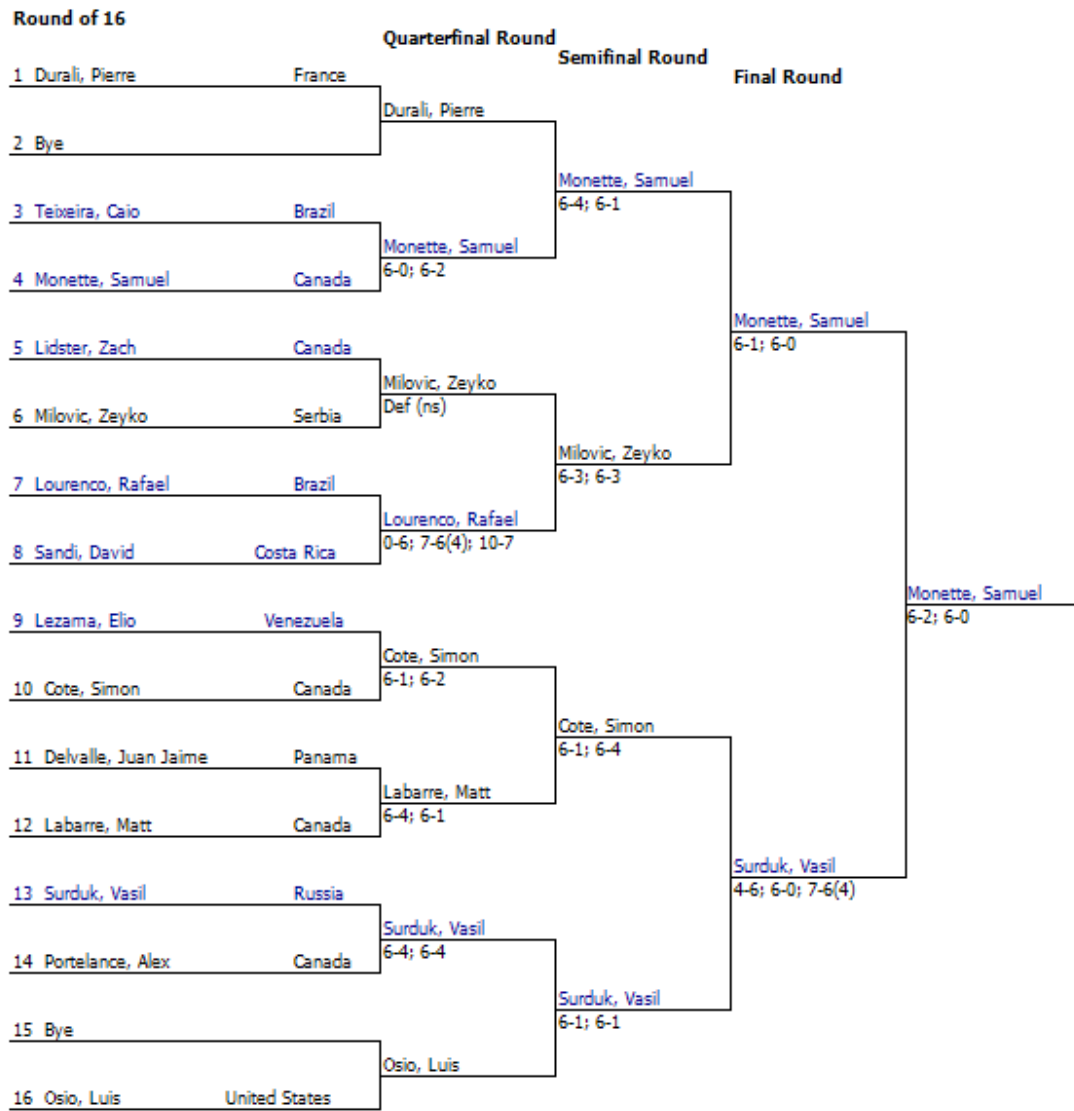 Round of 16
Quarterfinal Round
Semifinal Round
Final Round
1 Durali, Pierre France
Durali, Pierre
2 Bye
Monette, Samuel
6-4; 6-1
3 Teixeira, Caio Brazil
Monette, Samuel
6-0; 6-2
4 Monette, Samuel Canada
Monette, Samuel
6-1; 6-0
5 Lidster, Zach Canada
Milovic, Zeyko
Def (ns)
6 Milovic, Zeyko Serbia
Milovic, Zeyko
6-3; 6-3
7 Lourenco, Rafael Brazil
Lourenco, Rafael
0-6; 7-6(4); 10-7
8 Sandi, David Costa Rica
Monette, Samuel
6-2; 6-0
9 Lezama, Elio Venezuela
Cote, Simon
6-1; 6-2
10 Cote, Simon Canada
Cote, Simon
6-1; 6-4
11 Delvalle, Juan Jaime Panama
Labarre, Matt
6-4; 6-1
12 Labarre, Matt Canada
Surduk, Vasil
4-6; 6-0; 7-6(4)
13 Surduk, Vasil Russia
Surduk, Vasil
6-4; 6-4
14 Portelance, Alex Canada
Surduk, Vasil
6-1; 6-1
15 Bye
Osio, Luis
16 Osio, Luis United States